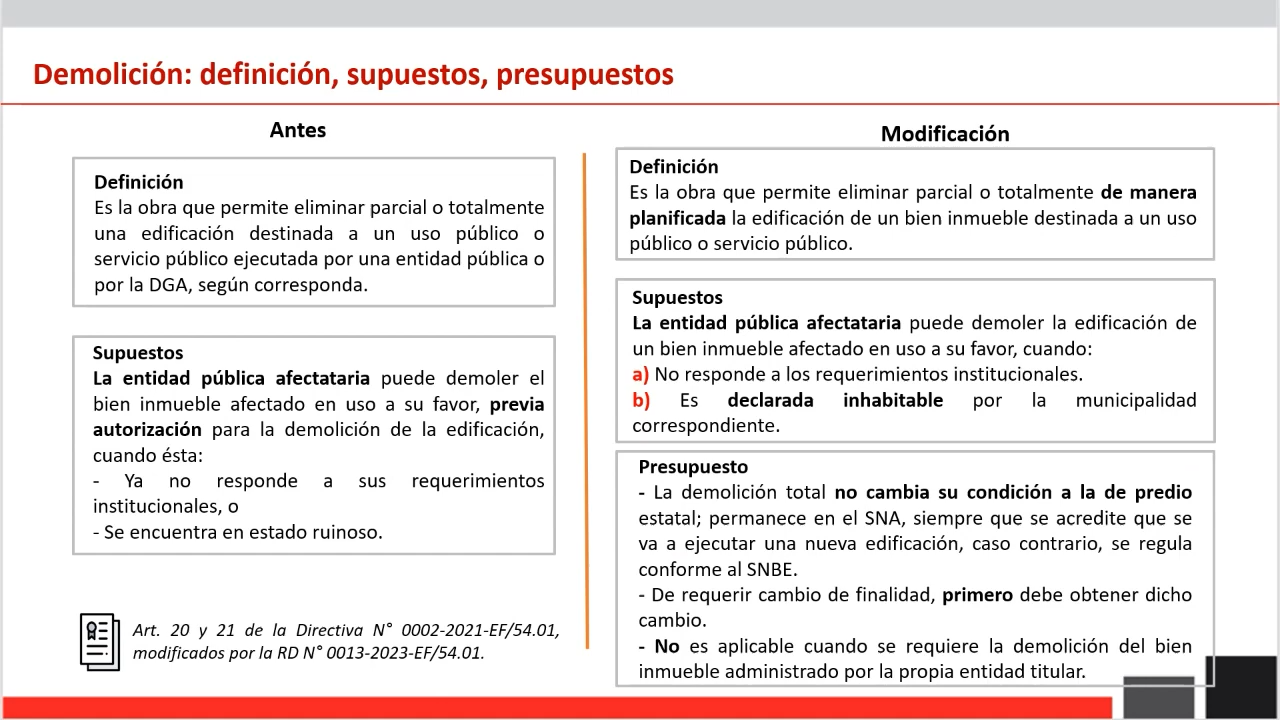 Demolición: definición, supuestos, presupuestos
Antes
Definición
Es la obra que permite eliminar parcial o totalmente
una edificación destinada a un uso público o
servicio público ejecutada por una entidad pública o
por la DGA, según corresponda.
Supuestos
La entidad pública afectataria puede demoler el
bien inmueble afectado en uso a su favor, previa
autorización para la demolición de la edificación,
cuando ésta:
- Ya no responde a sus requerimientos
institucionales, o
- Se encuentra en estado ruinoso.
Art. 20 y 21 de la Directiva N° 0002-2021-EF/54.01,
modificados por la RD N° 0013-2023-EF/54.01.
Modificación
Definición
Es la obra que permite eliminar parcial o totalmente de manera
planificada la edificación de un bien inmueble destinada a un uso
público o servicio público.
Supuestos
La entidad pública afectataria puede demoler la edificación de
un bien inmueble afectado en uso a su favor, cuando:
a) No responde a los requerimientos institucionales.
b) Es declarada inhabitable por la municipalidad
correspondiente.
Presupuesto
- La demolición total no cambia su condición a la de predio
estatal; permanece en el SNA, siempre que se acredite que se
va a ejecutar una nueva edificación, caso contrario, se regula
conforme al SNBE.
- De requerir cambio de finalidad, primero debe obtener dicho
cambio.
- No es aplicable cuando se requiere la demolición del bien
inmueble administrado por la propia entidad titular.